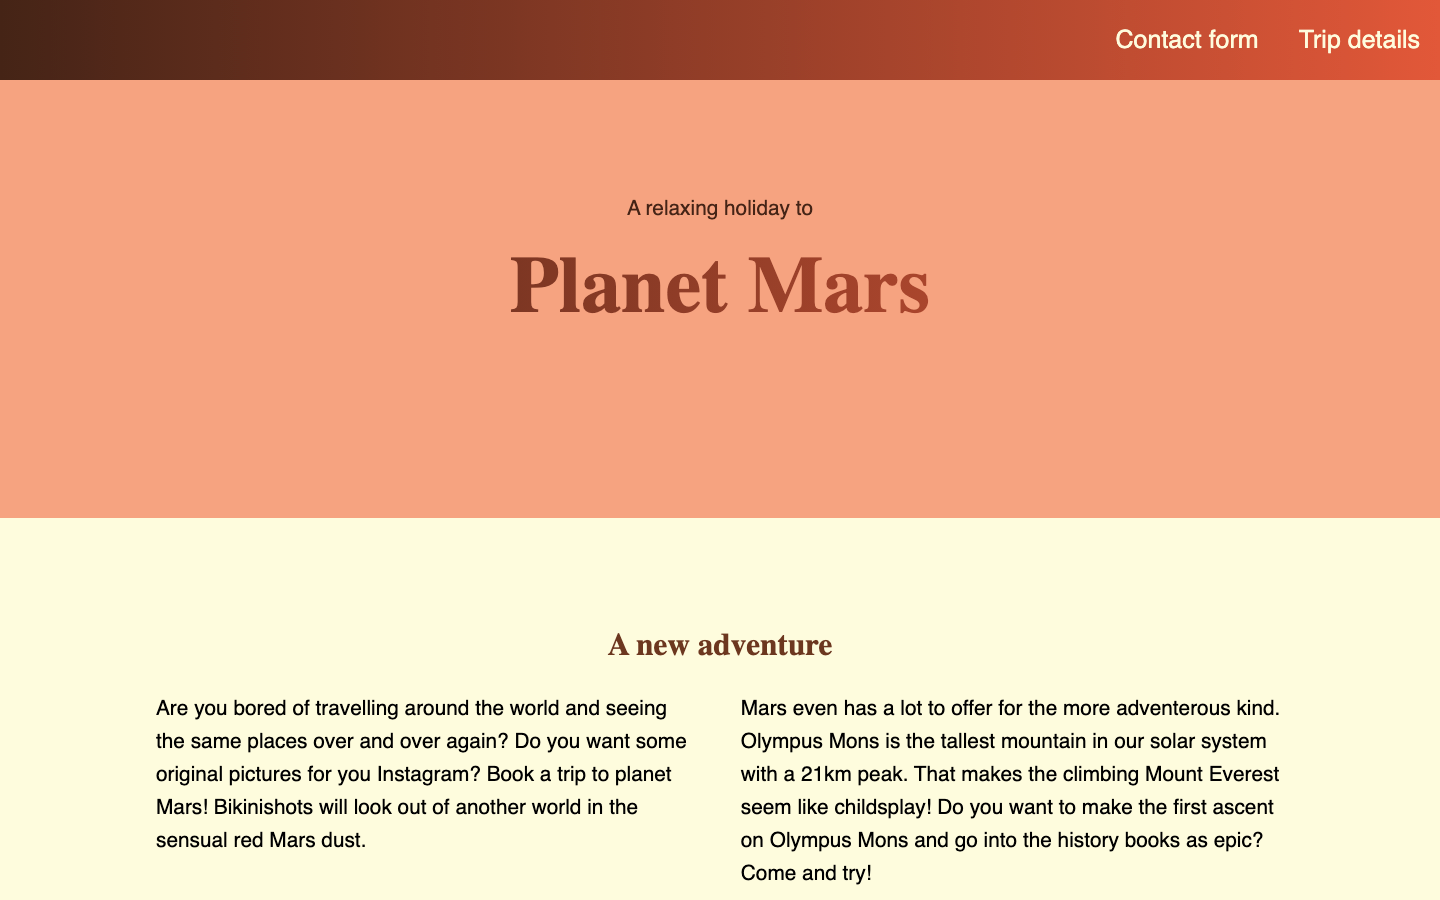 Contact form
Trip details
A relaxing holiday to
Planet Mars
A new adventure
Are you bored of travelling around the world and seeing
the same places over and over again? Do you want some
original pictures for you Instagram? Book a trip to planet
Mars! Bikinishots will look out of another world in the
sensual red Mars dust.
Mars even has a lot to offer for the more adventerous kind.
Olympus Mons is the tallest mountain in our solar system
with a 21km peak. That makes the climbing Mount Everest
seem like childsplay! Do you want to make the first ascent
on Olympus Mons and go into the history books as epic?
Come and try!